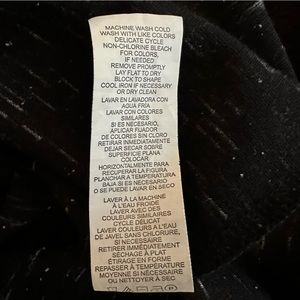 MACHINE WASH COLD
WASH WITH LIKE COLORS
DELICATE CYCLE
NON-CHLORINE BLEACH
FOR COLORS,
IF NEEDED
REMOVE PROMPTLY
LAY FLAT TO DRY
BLOCK TO SHAPE
COOL IRON IF NECESSARY
OR DRY CLEAN
LAVAR EN LAVADORA CON
AGUA FRIA
LAVAR CON COLORES
SIMILARES
SI ES NECESARIO,
APLICAR FIJADOR
DE COLORES SIN CLORO
RETIRAR INMEDIATAMENTE
DEJAR SECAR SOBRE
SUPERFICIE PLANA
COLOCAR
HORIZONTALMENTE PARA
RECUPERAR LA FIGURA
PLANCHAR A TEMPERATURA
BAJA SI ES NECESARIO
O SE PUEDE LAVAR EN SECO
LAVER À LA MACHINE
À L'EAU FROIDE
LAVER AVEC DES
COULEURS SIMILAIRES
CYCLE DÉLICAT
LAVER COULEURS À L'EAU
DE JAVEL SANS CHLORURE,
SI NÉCESSAIRE
RETIRER IMMÉDIATEMENT
SÉCHAGE À PLAT
ÉTIRAGE EN FORME
REPASSER À TEMPÉRATURE
MOYENNE SI NÉCESSAIRE
OU NETTOYAGE À SEC